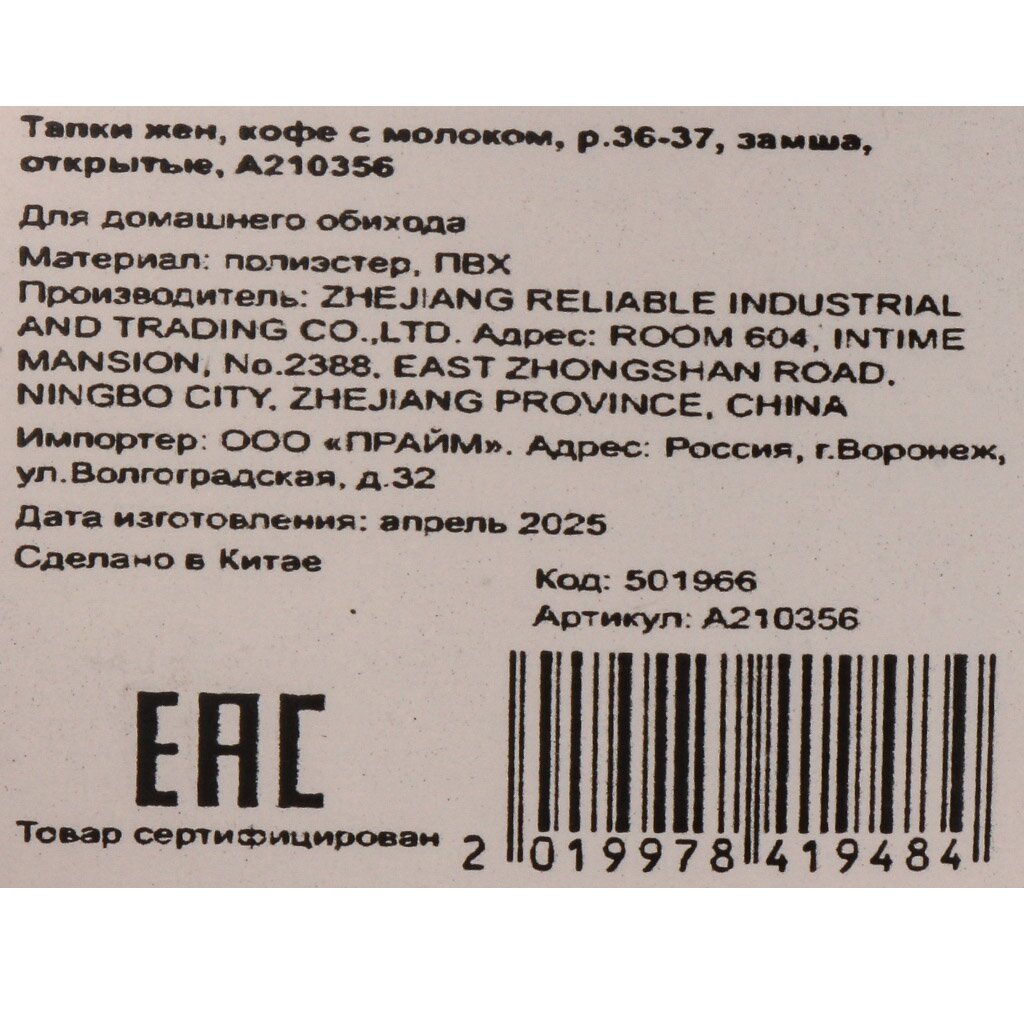 Тапки жен, кофе с молоком, р.36-37, замша,
открытые, А210356
Для домашнего обихода
Материал: полиэстер, ПВХ
Производитель: ZHEJIANG RELIABLE INDUSTRIAL
AND TRADING CO.,LTD. Адрес: ROOM 604, INTIME
MANSION, No.2388, EAST ZHONGSHAN ROAD,
NINGBO CITY, ZHEJIANG PROVINCE, CHINA
Импортер: ООО «ПРАЙМ». Адрес: Россия, г.Воронеж,
ул.Волгоградская, д.32
Дата изготовления: апрель 2025
Сделано в Китае
Код: 501966
Артикул: А210356
ЕАС
Товар сертифицирован
2 019978 419484